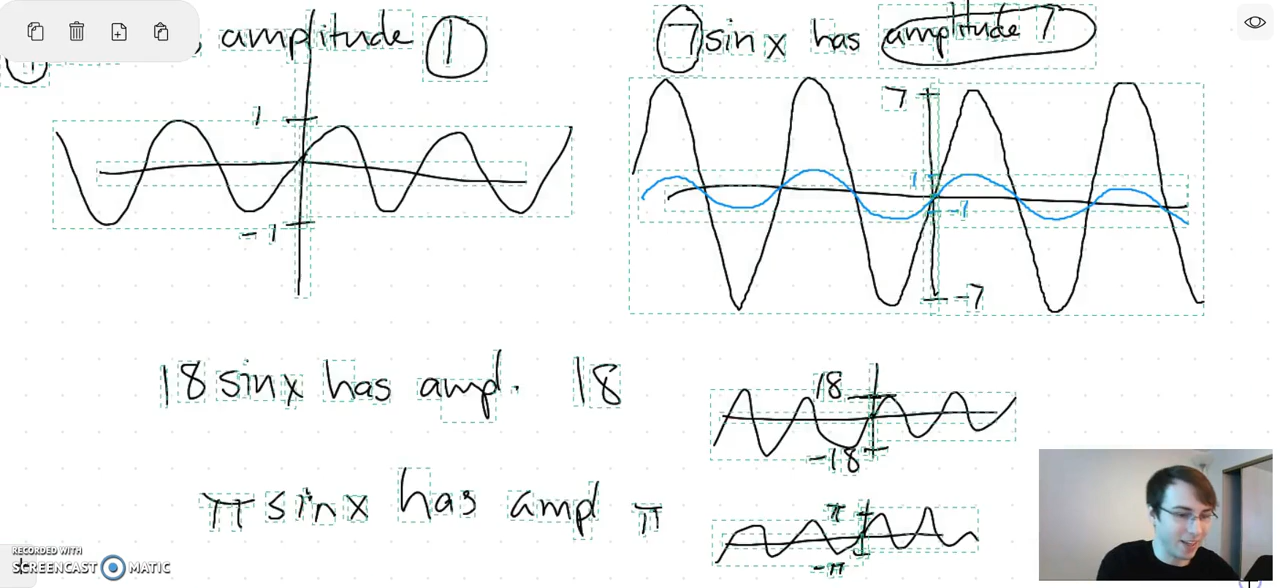 amplitude 1
7 sin x has amplitude 7
1
-1
7
1
-1
-7
18 sin x has amp. 18
18
-18
π sin x has amp π
π
-π
RECORDED WITH
SCREENCAST MATIC